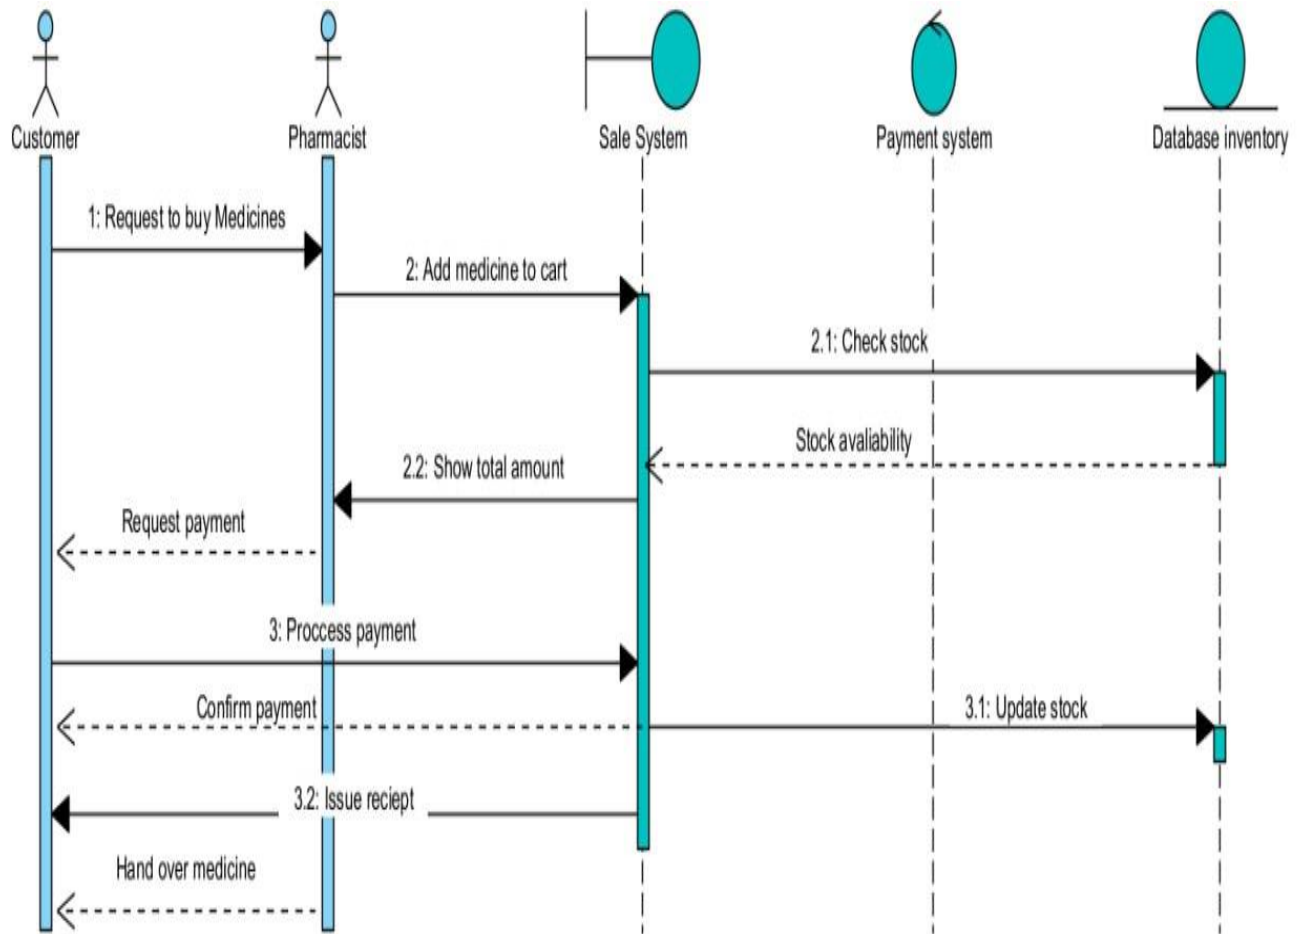 Customer
Pharmacist
Sale System
Payment system
Database inventory
1: Request to buy Medicines
2: Add medicine to cart
2.1: Check stock
Stock avaliability
2.2: Show total amount
Request payment
3: Proccess payment
Confirm payment
3.1: Update stock
3.2: Issue reciept
Hand over medicine